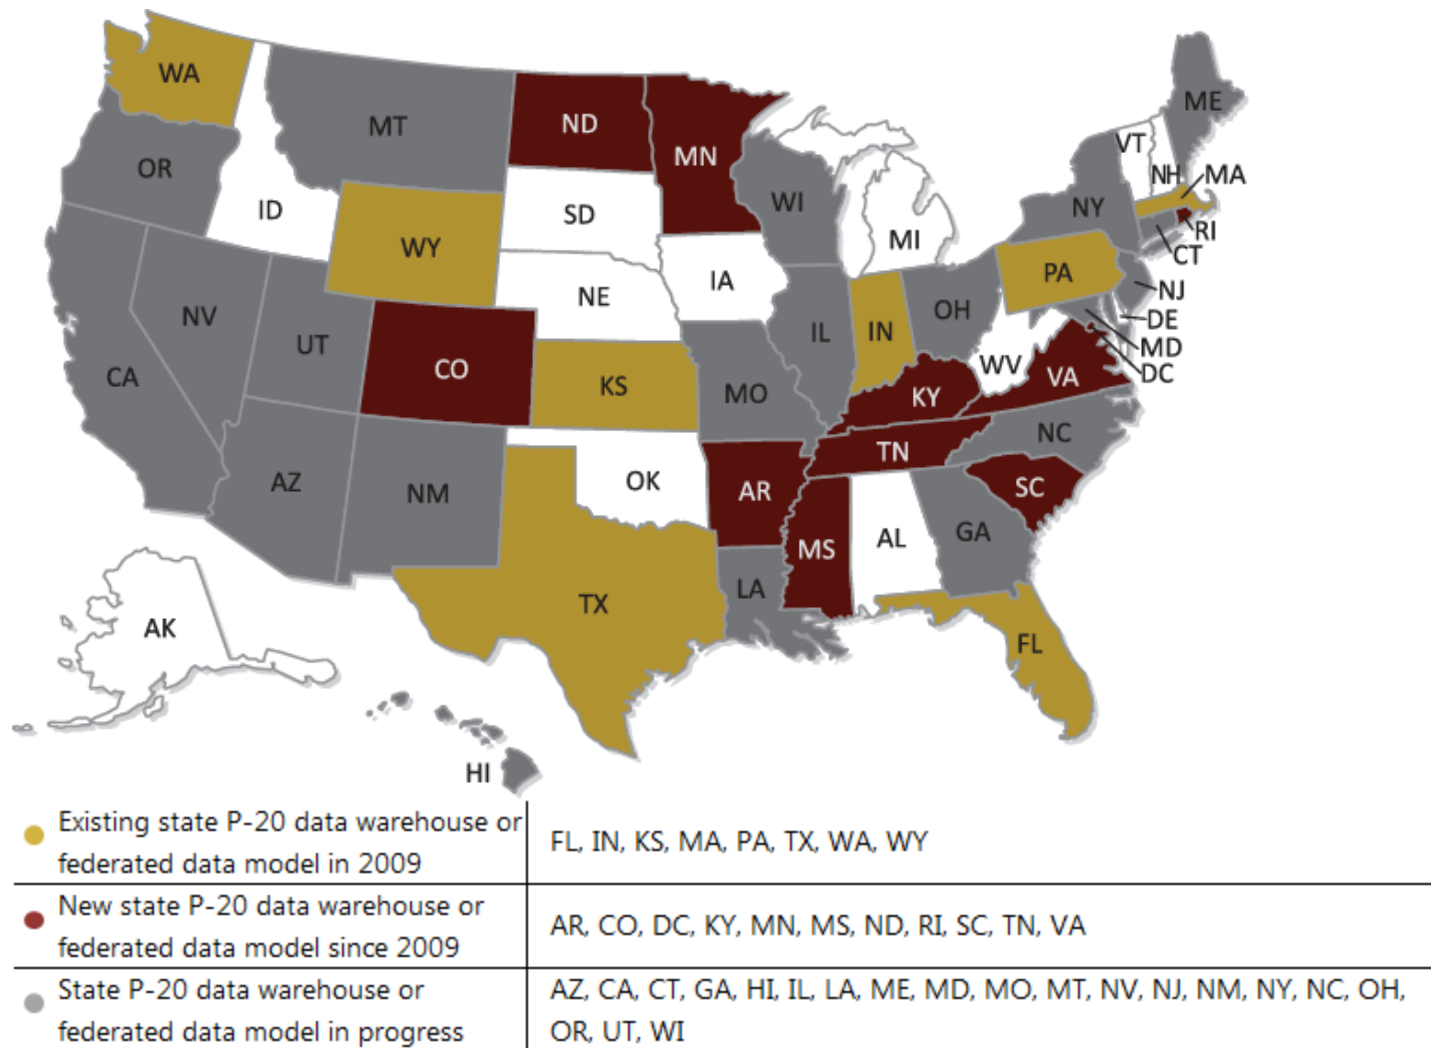 WA
MT
ND
MN
OR
ID
SD
WI
WY
MI
NE
IA
NV
UT
CO
KS
MO
IL
IN
OH
PA
NY
VT
NH
ME
MA
RI
CT
NJ
DE
MD
DC
WV
VA
KY
CA
AZ
NM
OK
AR
TN
NC
SC
MS
AL
GA
LA
TX
FL
AK
HI
Existing state P-20 data warehouse or
federated data model in 2009
FL, IN, KS, MA, PA, TX, WA, WY
New state P-20 data warehouse or
federated data model since 2009
AR, CO, DC, KY, MN, MS, ND, RI, SC, TN, VA
State P-20 data warehouse or
federated data model in progress
AZ, CA, CT, GA, HI, IL, LA, ME, MD, MO, MT, NV, NJ, NM, NY, NC, OH,
OR, UT, WI